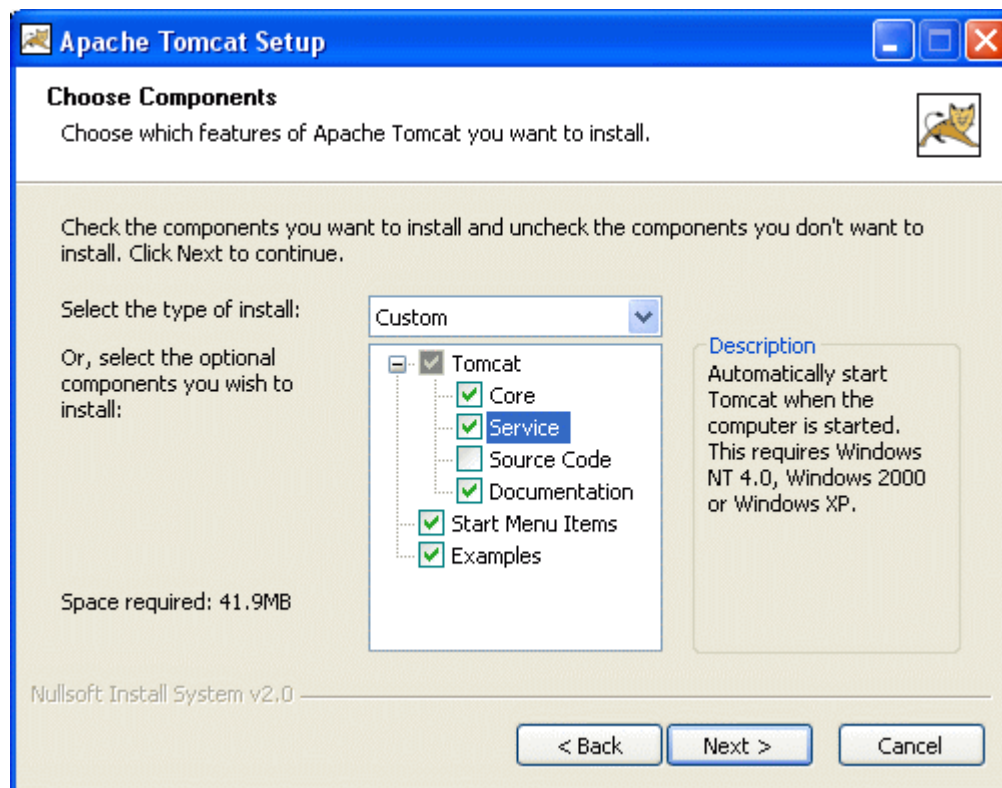 Apache Tomcat Setup
Choose Components
Choose which features of Apache Tomcat you want to install.
Check the components you want to install and uncheck the components you don't want to
install. Click Next to continue.
Select the type of install:
Custom
Or, select the optional
components you wish to
install:
Tomcat
Core
Service
Source Code
Documentation
Start Menu Items
Examples
Description
Automatically start
Tomcat when the
computer is started.
This requires Windows
NT 4.0, Windows 2000
or Windows XP.
Space required: 41.9MB
Nullsoft Install System v2.0
< Back
Next >
Cancel